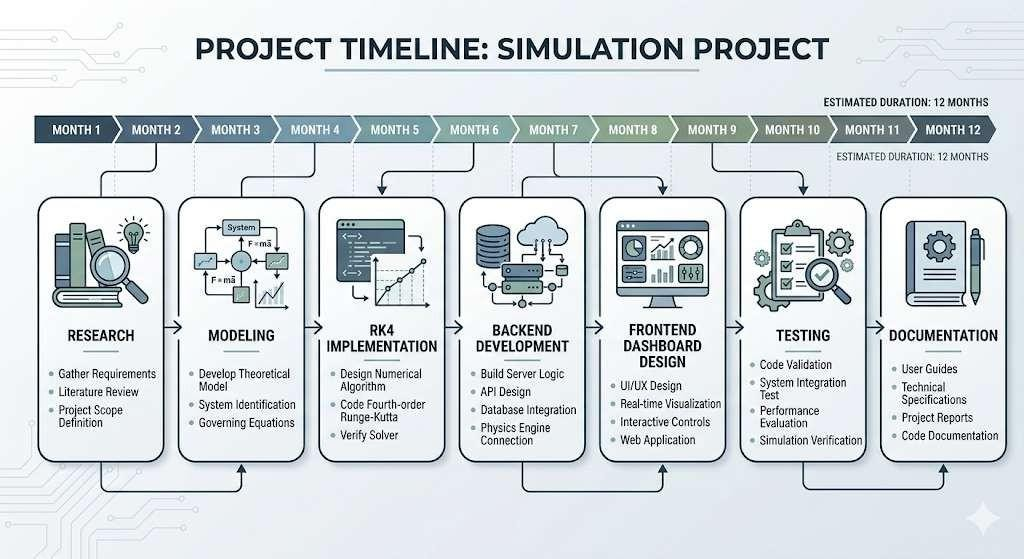 PROJECT TIMELINE: SIMULATION PROJECT
ESTIMATED DURATION: 12 MONTHS
MONTH 1
MONTH 2
MONTH 3
MONTH 4
MONTH 5
MONTH 6
MONTH 7
MONTH 8
MONTH 9
MONTH 10
MONTH 11
MONTH 12
ESTIMATED DURATION: 12 MONTHS
RESEARCH
Gather Requirements
Literature Review
Project Scope
Definition
System
F=mā
F=mā
MODELING
Develop Theoretical
Model
System Identification
Governing Equations
RK4
IMPLEMENTATION
Design Numerical
Algorithm
Code Fourth-order
Runge-Kutta
Verify Solver
BACKEND
DEVELOPMENT
Build Server Logic
API Design
Database Integration
Physics Engine
Connection
FRONTEND
DASHBOARD
DESIGN
UI/UX Design
Real-time Visualization
Interactive Controls
Web Application
TESTING
Code Validation
System Integration
Test
Performance
Evaluation
Simulation Verification
DOCUMENTATION
User Guides
Technical
Specifications
Project Reports
Code Documentation